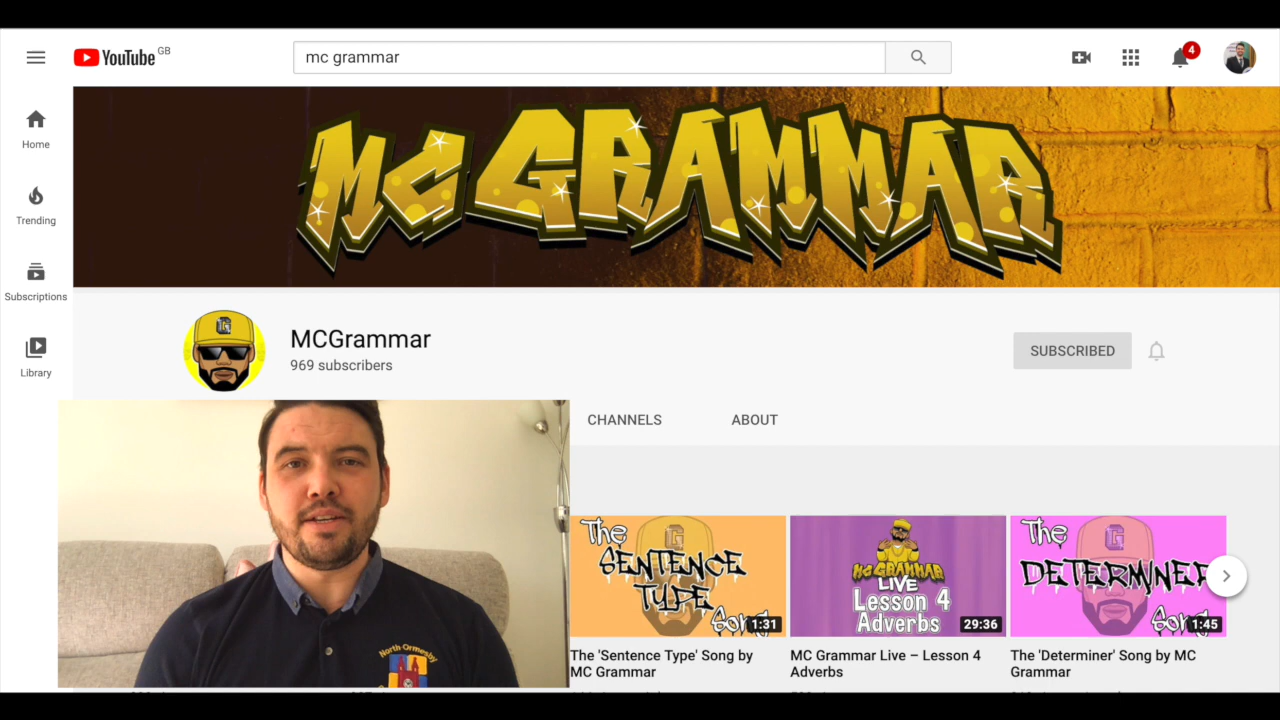 YouTube GB
mc grammar
4
Home
Trending
Subscriptions
Library
MC GRAMMAR
MCGrammar
969 subscribers
SUBSCRIBED
CHANNELS
ABOUT
The
SENTENCE
TYPE
Song
1:31
MC GRAMMAR
LIVE
Lesson 4
Adverbs
29:36
The
DETERMINER
Song
1:45
The 'Sentence Type' Song by
MC Grammar
MC Grammar Live – Lesson 4
Adverbs
The 'Determiner' Song by MC
Grammar
North Ormesby